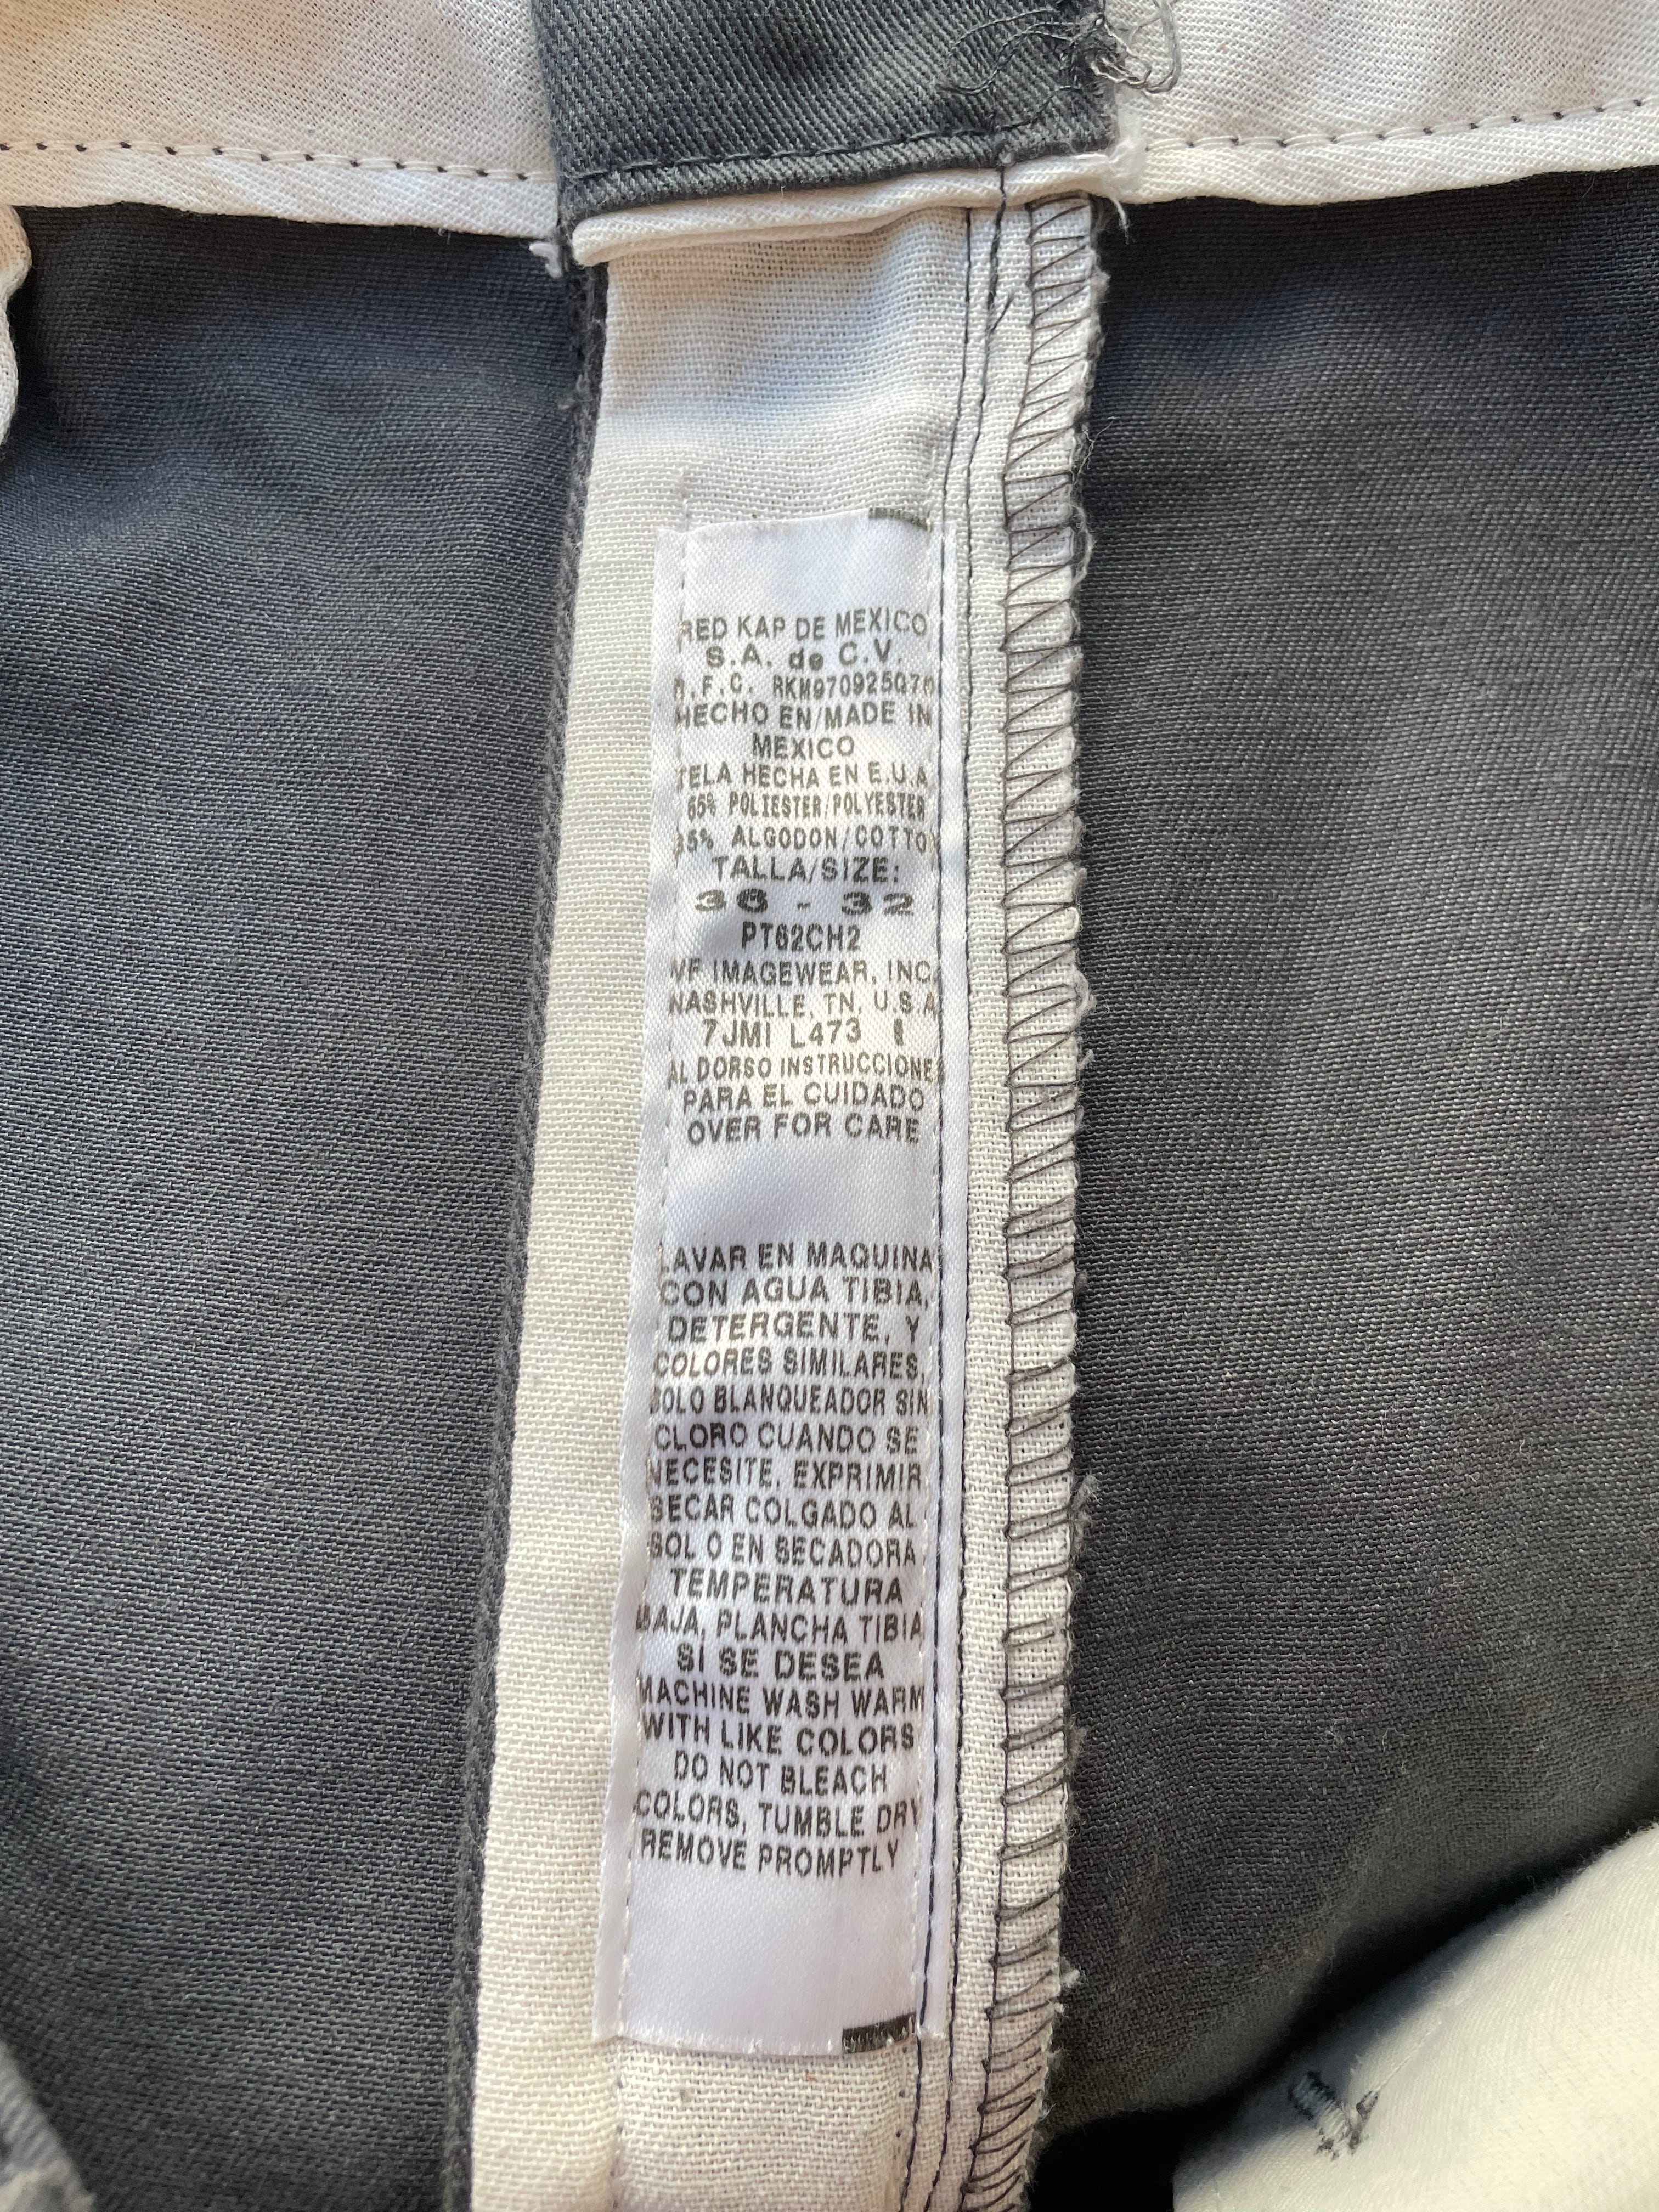 RED KAP DE MEXICO
S.A. de C.V.
R.F.C. RKM970925Q70
HECHO EN/MADE IN
MEXICO
TELA HECHA EN E.U.A
65% POLIESTER/POLYESTER
35% ALGODON/COTTO
TALLA/SIZE:
36 - 32
PT62CH2
VF IMAGEWEAR, INC
NASHVILLE, TN, U.S.A
7JMI L473
AL DORSO INSTRUCCIONE
PARA EL CUIDADO
OVER FOR CARE
LAVAR EN MAQUINA
CON AGUA TIBIA,
DETERGENTE, Y
COLORES SIMILARES,
SOLO BLANQUEADOR SIN
CLORO CUANDO SE
NECESITE. EXPRIMIR
SECAR COLGADO AL
SOL O EN SECADORA
TEMPERATURA
BAJA, PLANCHA TIBIA
SI SE DESEA
MACHINE WASH WARM
WITH LIKE COLORS
DO NOT BLEACH
COLORS, TUMBLE DRY
REMOVE PROMPTLY